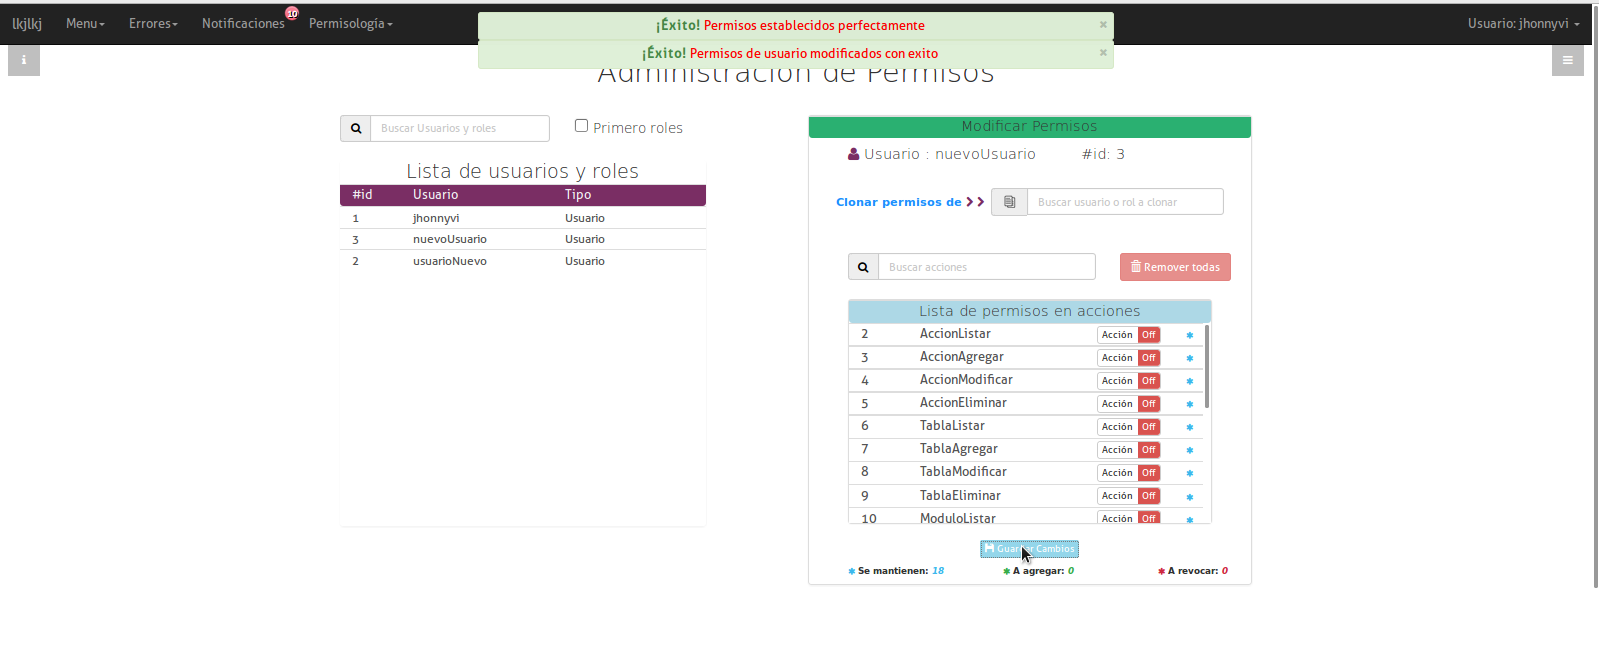 lkjlkj Menu Errores Notificaciones 10 Permisología Usuario: jhonnyvi
¡Éxito! Permisos establecidos perfectamente ×
¡Éxito! Permisos de usuario modificados con exito ×
Administración de Permisos
Buscar Usuarios y roles Primero roles
Lista de usuarios y roles
#id Usuario Tipo
1 jhonnyvi Usuario
3 nuevoUsuario Usuario
2 usuarioNuevo Usuario
Modificar Permisos
Usuario : nuevoUsuario #id: 3
Clonar permisos de Buscar usuario o rol a clonar
Buscar acciones Remover todas
Lista de permisos en acciones
2 AccionListar Acción Off
3 AccionAgregar Acción Off
4 AccionModificar Acción Off
5 AccionEliminar Acción Off
6 TablaListar Acción Off
7 TablaAgregar Acción Off
8 TablaModificar Acción Off
9 TablaEliminar Acción Off
10 ModuloListar Acción Off
Guardar Cambios
Se mantienen: 18 A agregar: 0 A revocar: 0